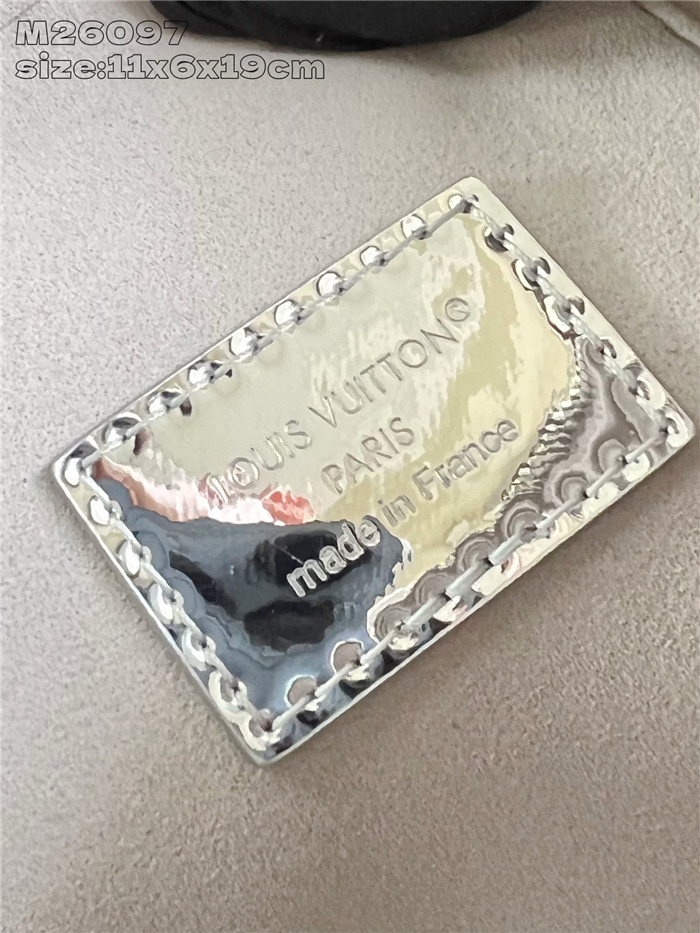 M26097
size:11x6x19cm
LOUIS VUITTON®
PARIS
made in France